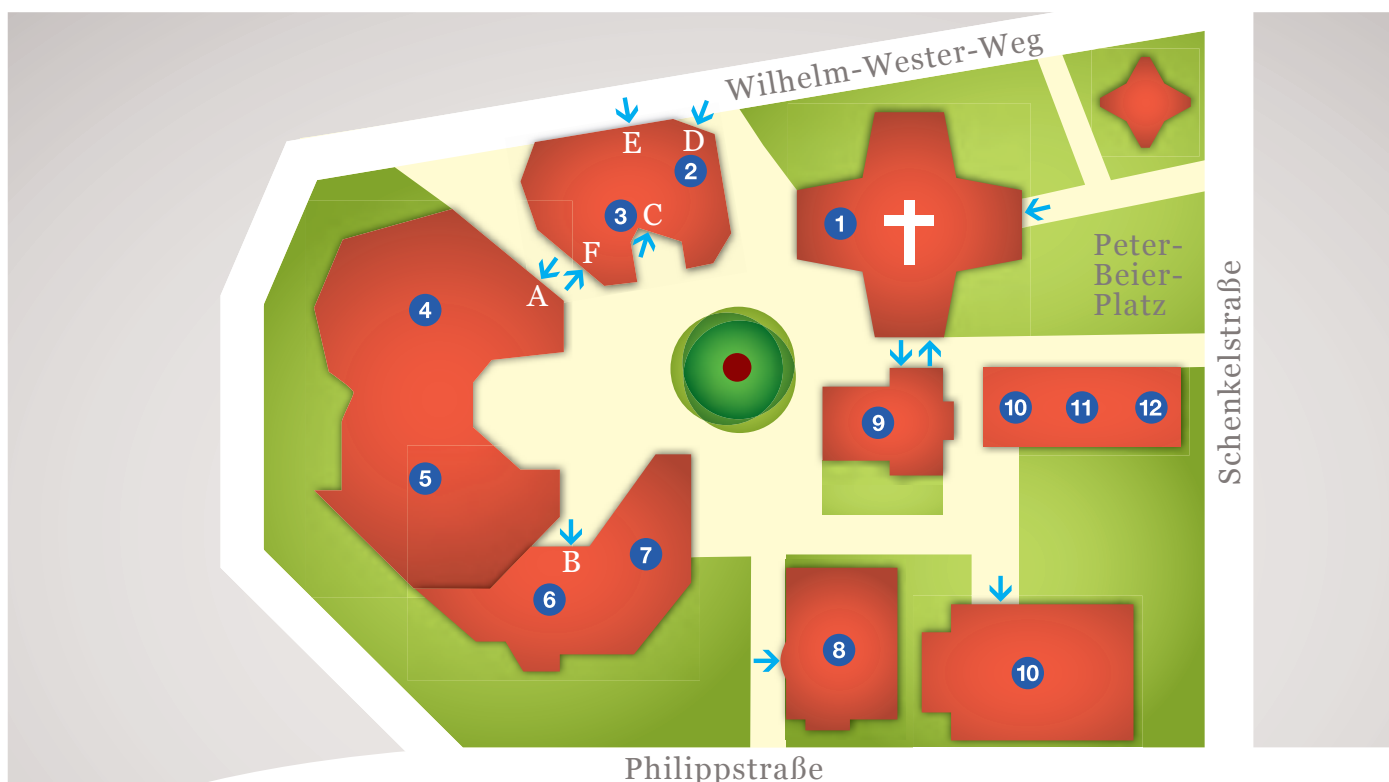 Wilhelm-Wester-Weg
E
D
2
3
C
1
F
A
4
Peter-
Beier-
Platz
Schenkelstraße
9
10
11
12
5
B
7
6
8
10
Philippstraße